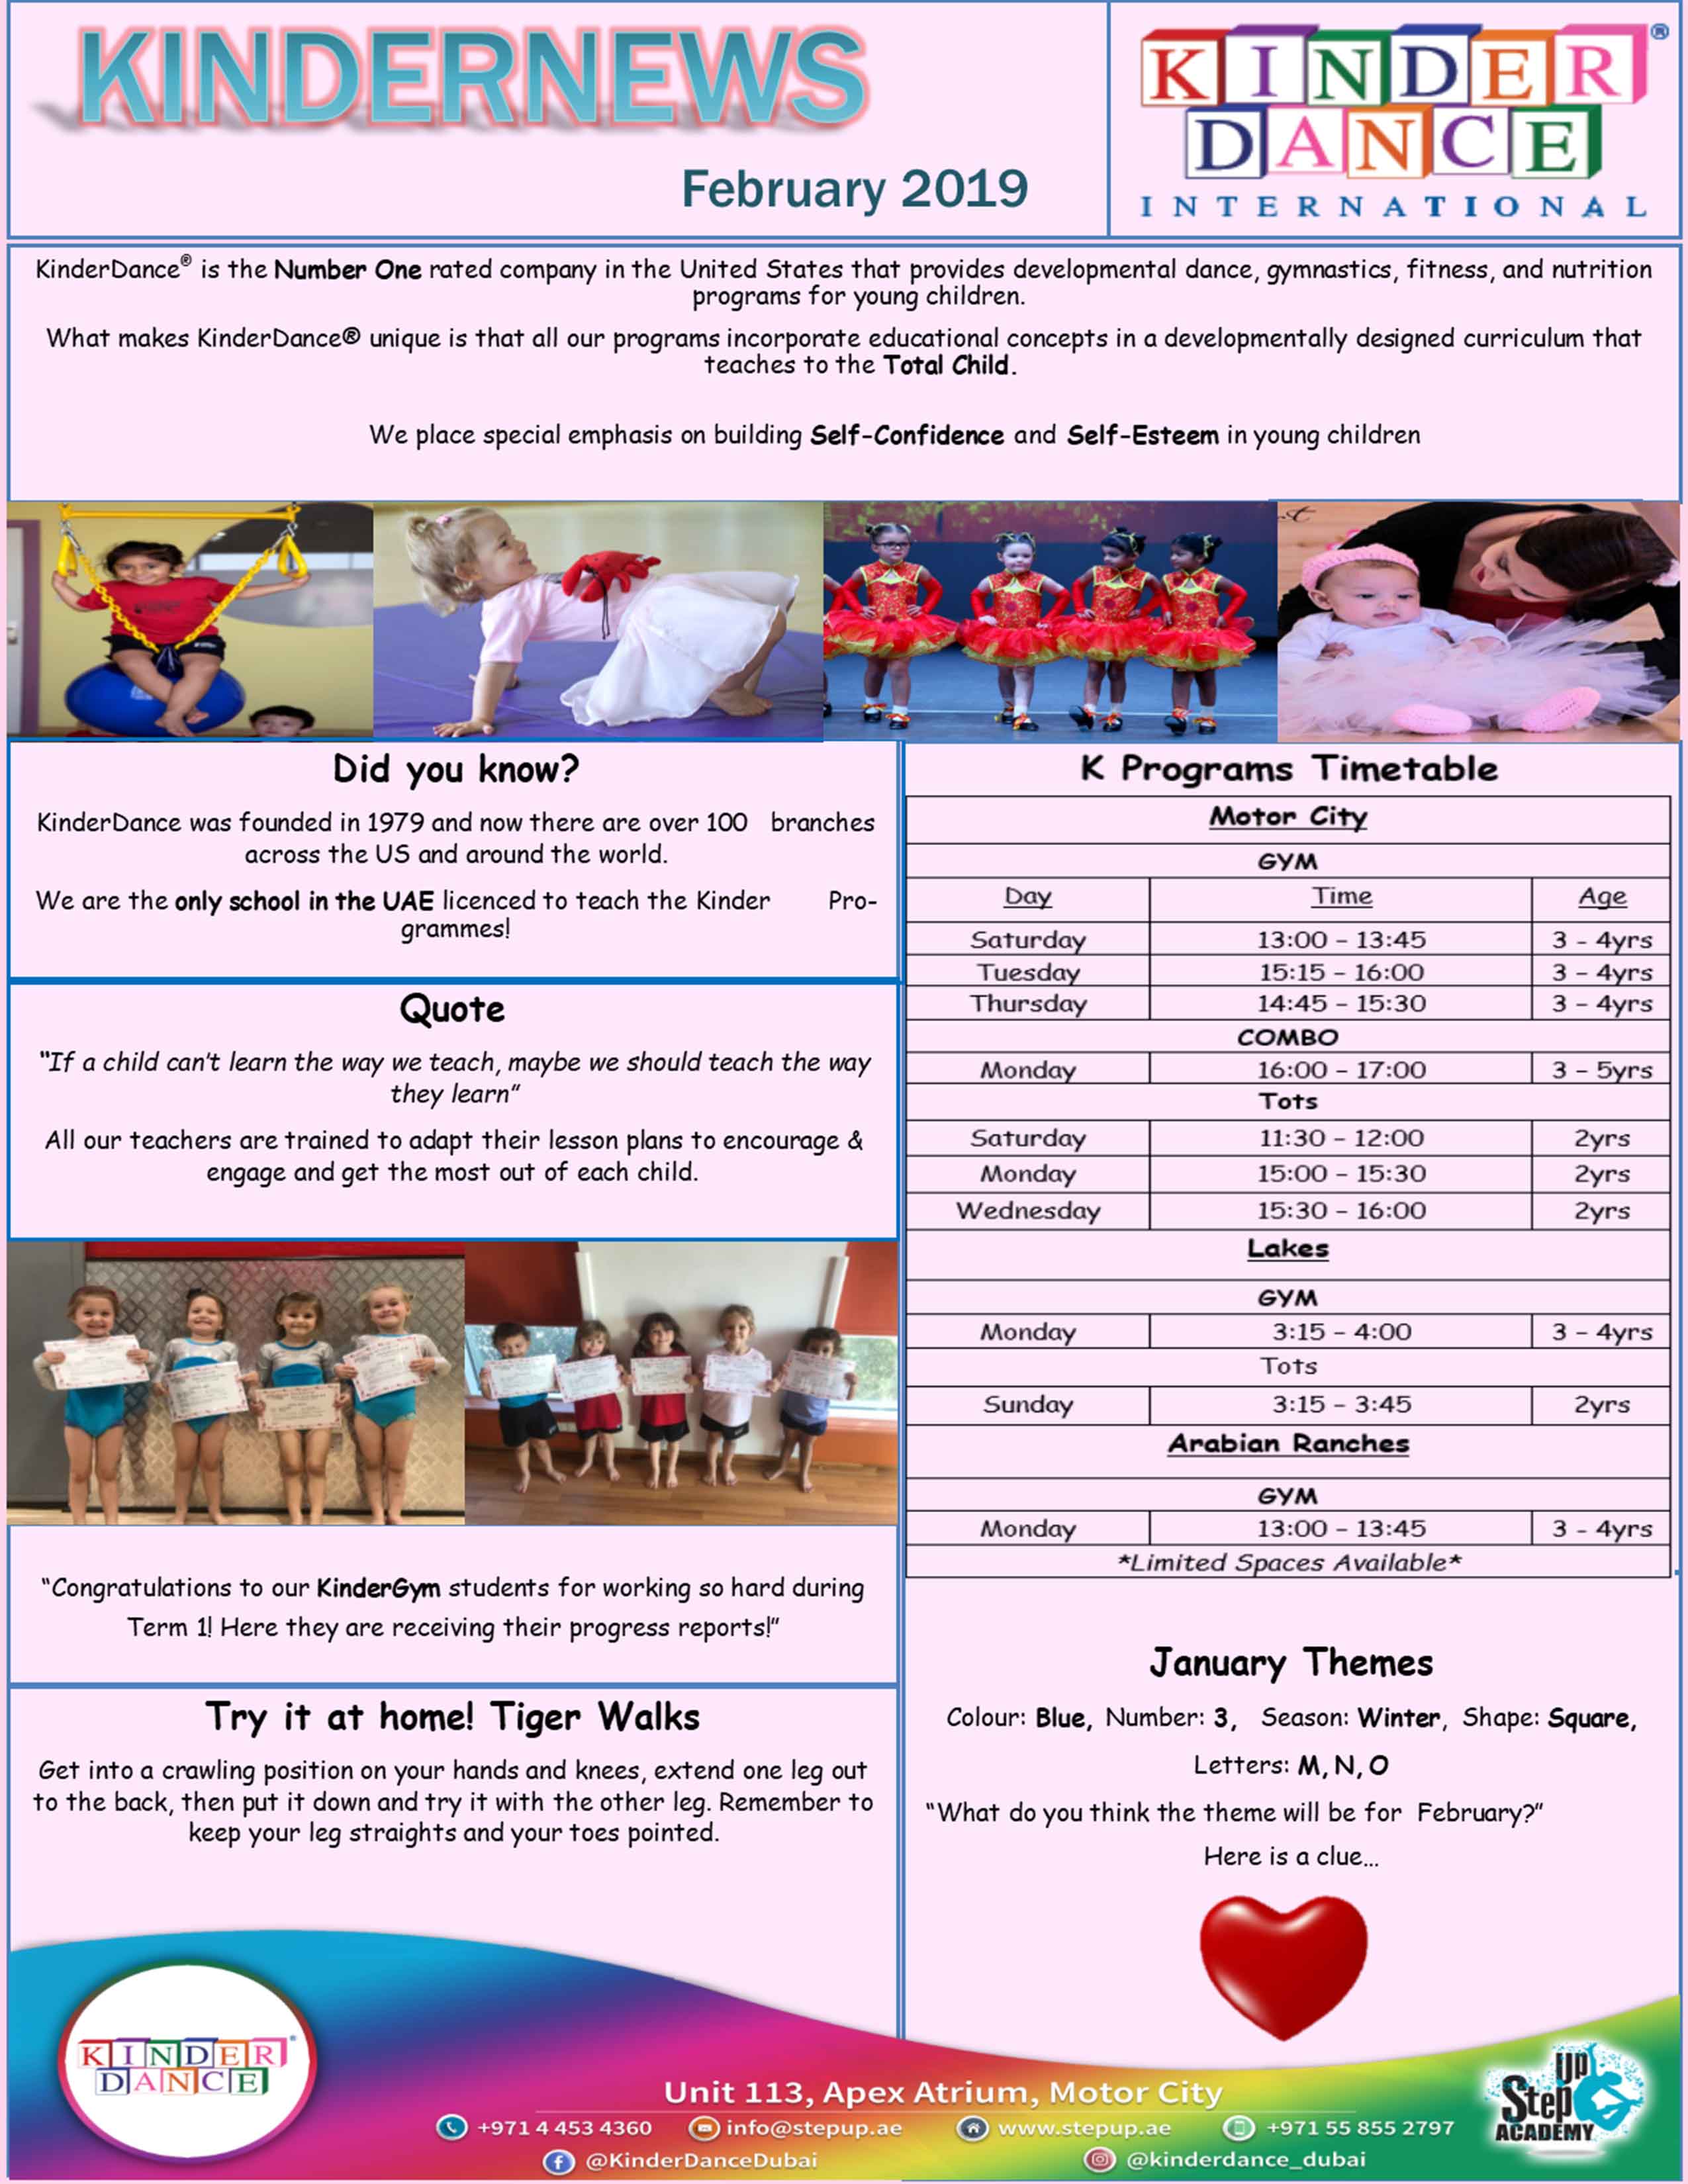 KINDERNEWS
February 2019
KINDER®
DANCE
INTERNATIONAL
KinderDance® is the Number One rated company in the United States that provides developmental dance, gymnastics, fitness, and nutrition
programs for young children.
What makes KinderDance® unique is that all our programs incorporate educational concepts in a developmentally designed curriculum that
teaches to the Total Child.
We place special emphasis on building Self-Confidence and Self-Esteem in young children
Did you know?
KinderDance was founded in 1979 and now there are over 100 branches
across the US and around the world.
We are the only school in the UAE licenced to teach the Kinder Pro-
grammes!
Quote
"If a child can't learn the way we teach, maybe we should teach the way
they learn"
All our teachers are trained to adapt their lesson plans to encourage &
engage and get the most out of each child.
"Congratulations to our KinderGym students for working so hard during
Term 1! Here they are receiving their progress reports!"
Try it at home! Tiger Walks
Get into a crawling position on your hands and knees, extend one leg out
to the back, then put it down and try it with the other leg. Remember to
keep your leg straights and your toes pointed.
K Programs Timetable
Motor City
GYM
Day Time Age
Saturday 13:00 - 13:45 3 - 4yrs
Tuesday 15:15 - 16:00 3 - 4yrs
Thursday 14:45 - 15:30 3 - 4yrs
COMBO
Monday 16:00 - 17:00 3 - 5yrs
Tots
Saturday 11:30 - 12:00 2yrs
Monday 15:00 - 15:30 2yrs
Wednesday 15:30 - 16:00 2yrs
Lakes
GYM
Monday 3:15 - 4:00 3 - 4yrs
Tots
Sunday 3:15 - 3:45 2yrs
Arabian Ranches
GYM
Monday 13:00 - 13:45 3 - 4yrs
*Limited Spaces Available*
January Themes
Colour: Blue, Number: 3, Season: Winter, Shape: Square,
Letters: M, N, O
"What do you think the theme will be for February?"
Here is a clue...
KINDER®
DANCE
Unit 113, Apex Atrium, Motor City
+971 4 453 4360 info@stepup.ae www.stepup.ae +971 55 855 2797
@KinderDanceDubai @kinderdance_dubai
Step UP
ACADEMY